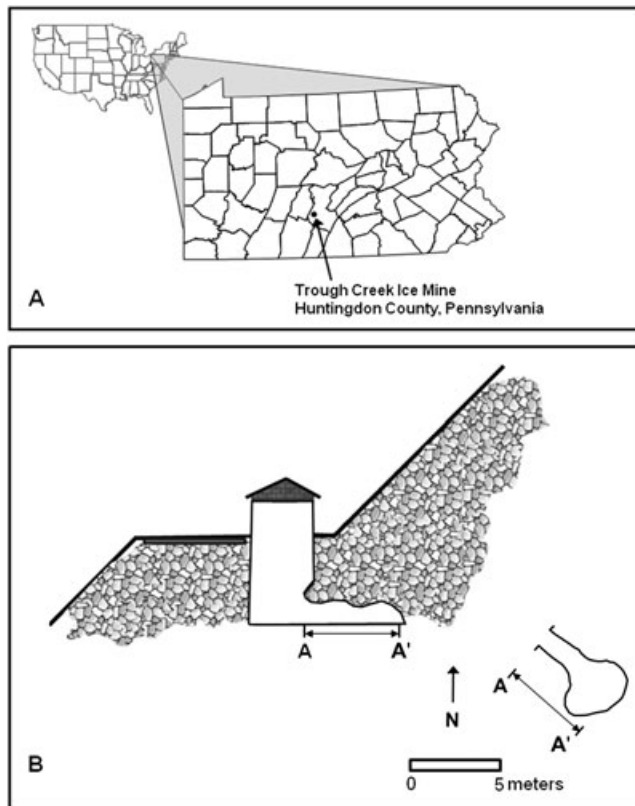 A
Trough Creek Ice Mine
Huntingdon County, Pennsylvania
B
A
A'
N
A
A'
0
5 meters